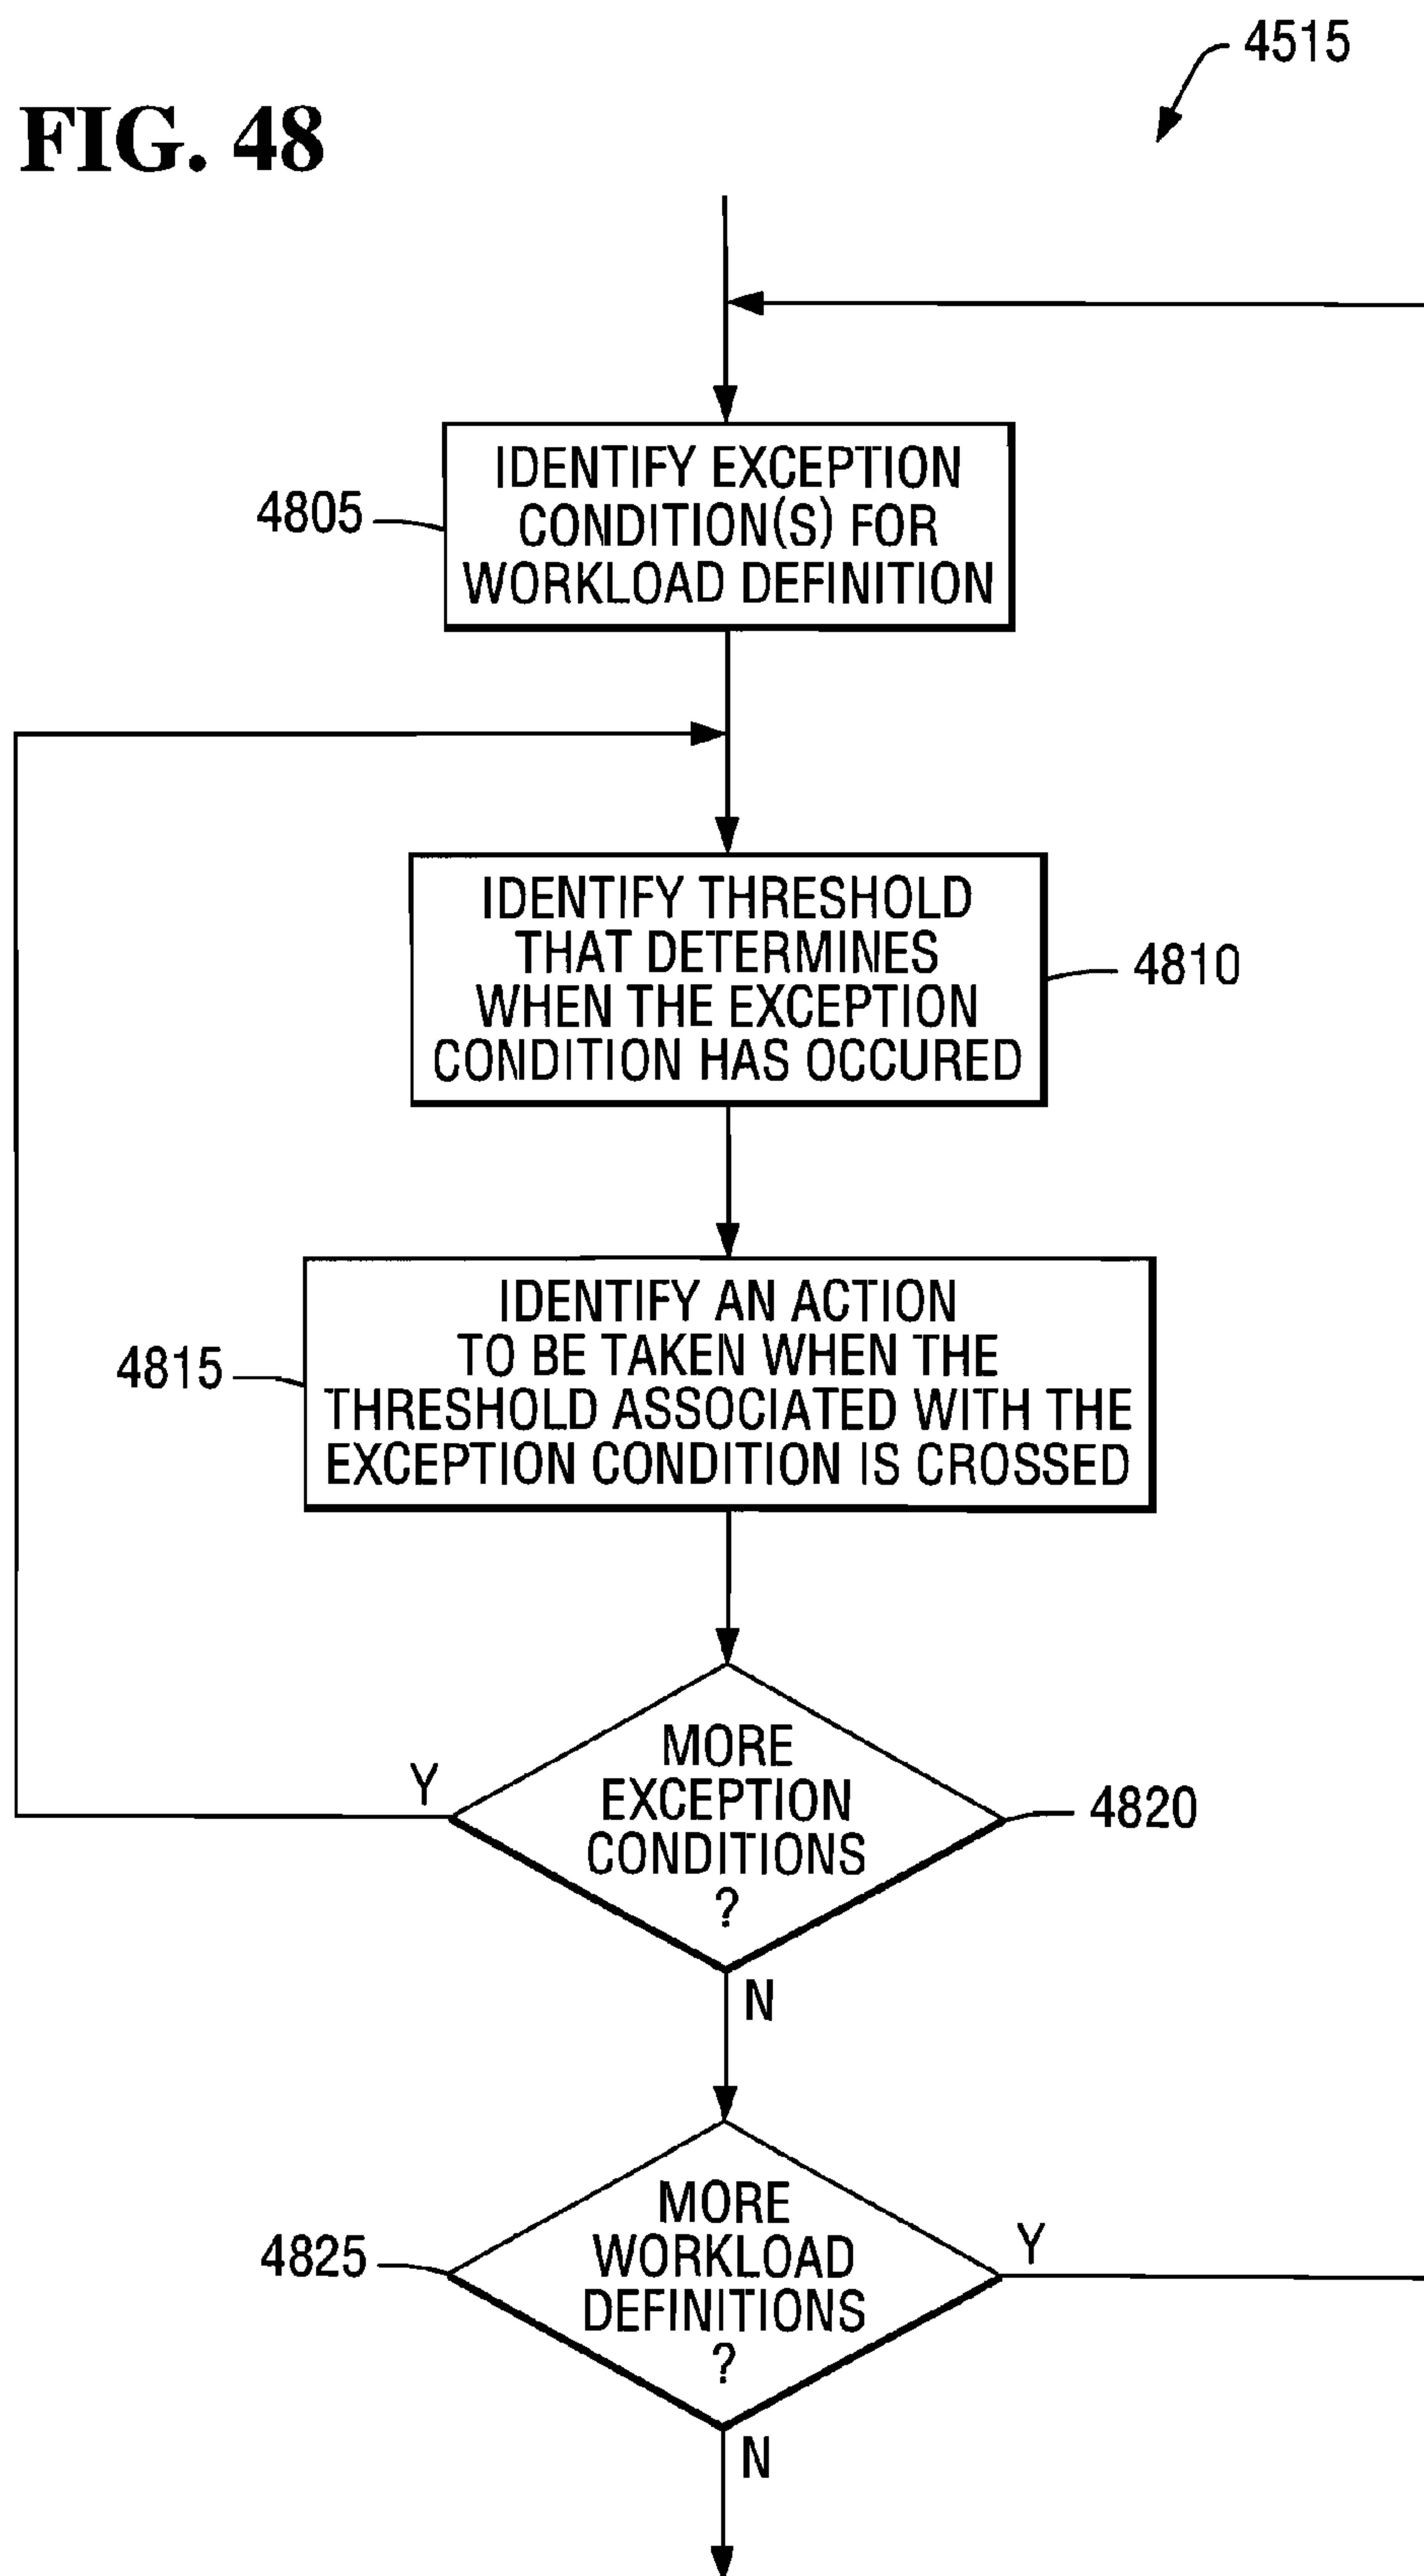 4515
FIG. 48
IDENTIFY EXCEPTION
CONDITION(S) FOR
WORKLOAD DEFINITION
4805
IDENTIFY THRESHOLD
THAT DETERMINES
WHEN THE EXCEPTION
CONDITION HAS OCCURED
4810
IDENTIFY AN ACTION
TO BE TAKEN WHEN THE
THRESHOLD ASSOCIATED WITH THE
EXCEPTION CONDITION IS CROSSED
4815
MORE
EXCEPTION
CONDITIONS
?
Y
4820
N
MORE
WORKLOAD
DEFINITIONS
?
4825
Y
N